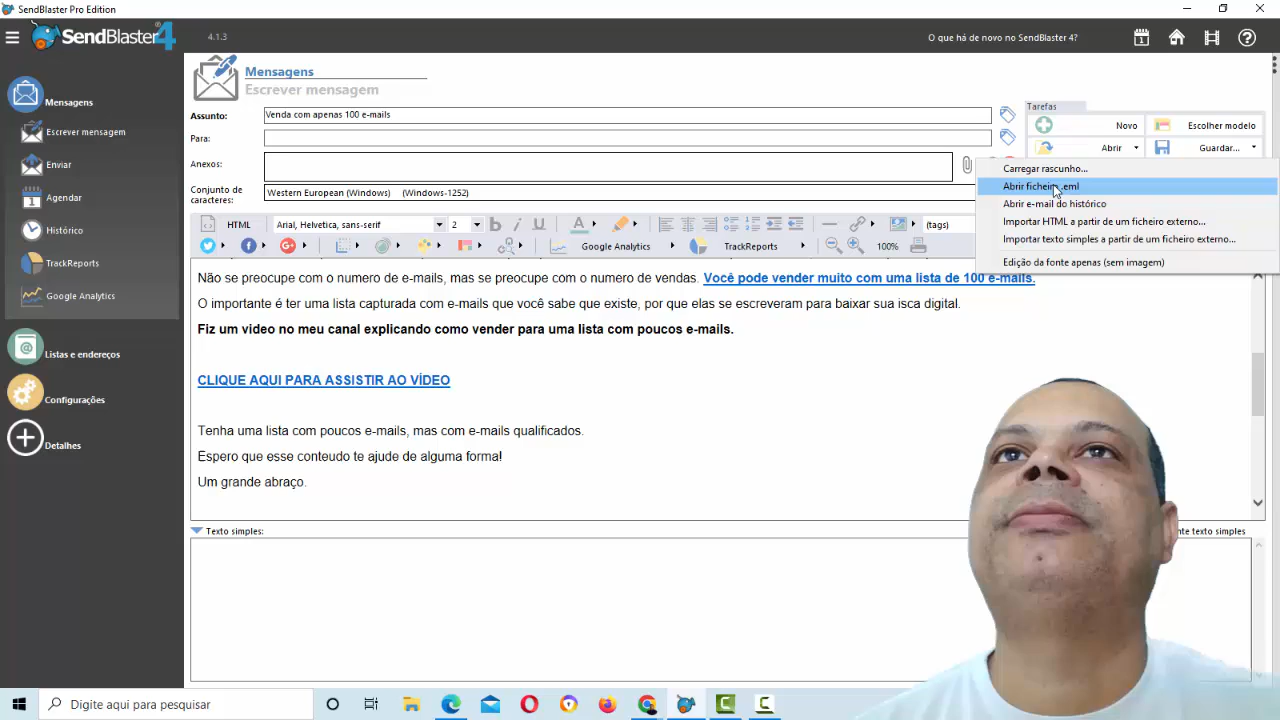 SendBlaster Pro Edition
SendBlaster 4
4.1.3
O que há de novo no SendBlaster 4?
Mensagens
Escrever mensagem
Enviar
Agendar
Histórico
TrackReports
Google Analytics
Listas e endereços
Configurações
Detalhes
Mensagens
Escrever mensagem
Assunto: Venda com apenas 100 e-mails
Para:
Anexos:
Conjunto de caracteres: Western European (Windows) (Windows-1252)
Tarefas
Novo Escolher modelo
Abrir Guardar...
Carregar rascunho...
Abrir ficheiro .eml
Abrir e-mail do histórico
Importar HTML a partir de um ficheiro externo...
Importar texto simples a partir de um ficheiro externo...
Edição da fonte apenas (sem imagem)
HTML Arial, Helvetica, sans-serif 2 b i U A (tags)
Google Analytics TrackReports 100%
Não se preocupe com o numero de e-mails, mas se preocupe com o numero de vendas. Você pode vender muito com uma lista de 100 e-mails.
O importante é ter uma lista capturada com e-mails que você sabe que existe, por que elas se escreveram para baixar sua isca digital.
Fiz um video no meu canal explicando como vender para uma lista com poucos e-mails.
CLIQUE AQUI PARA ASSISTIR AO VÍDEO
Tenha uma lista com poucos e-mails, mas com e-mails qualificados.
Espero que esse conteudo te ajude de alguma forma!
Um grande abraço.
Texto simples:
texto simples
Digite aqui para pesquisar